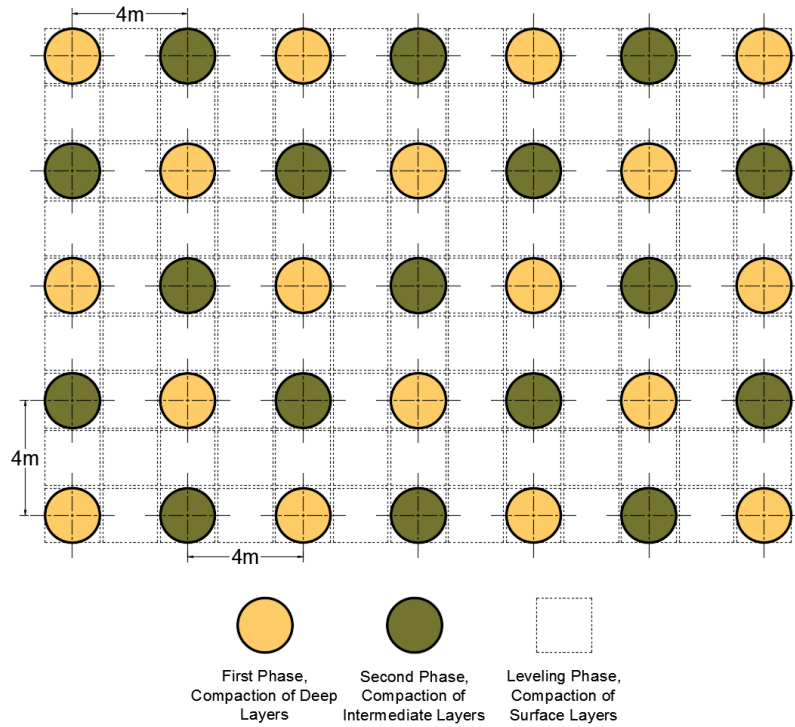 4m
4m
4m
First Phase,
Compaction of Deep
Layers
Second Phase,
Compaction of
Intermediate Layers
Leveling Phase,
Compaction of
Surface Layers